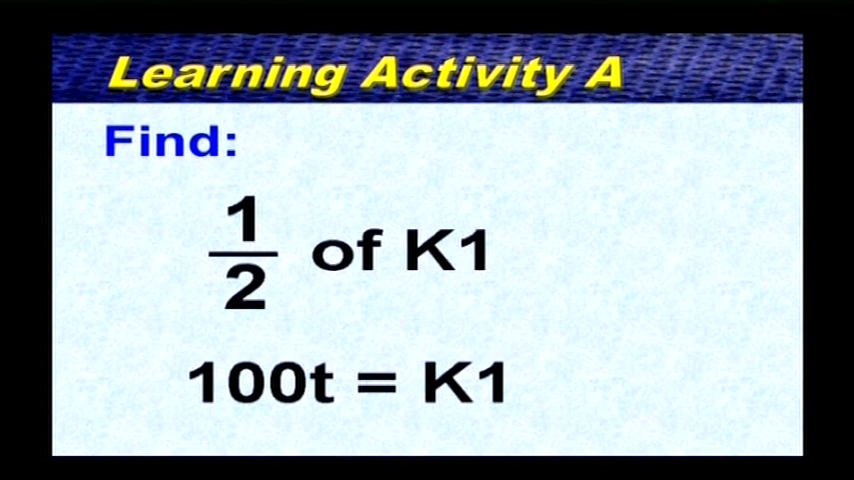 Learning Activity A
Find:
1/2 of K1
100t = K1